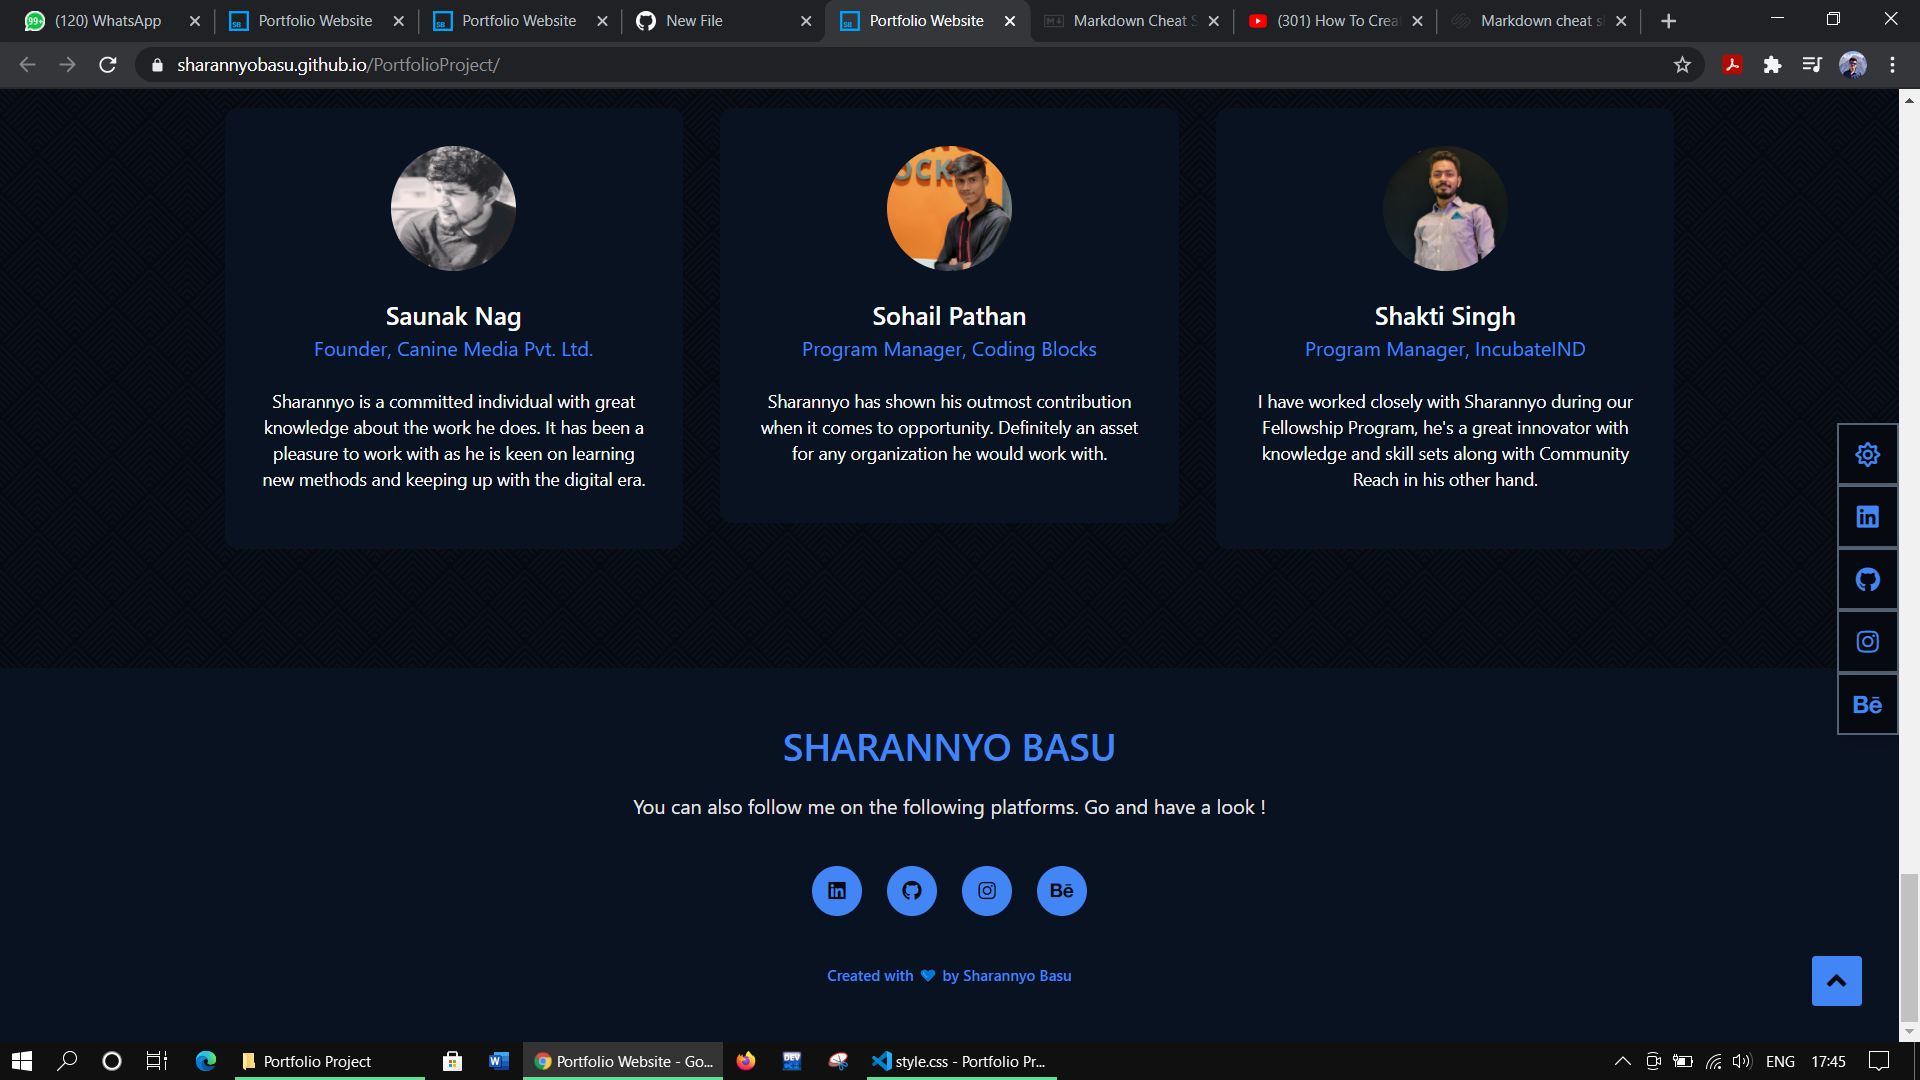 (120) WhatsApp
Portfolio Website
Portfolio Website
New File
Portfolio Website
Markdown Cheat S
(301) How To Crea
Markdown cheat s
sharannyobasu.github.io/PortfolioProject/
OCK
Saunak Nag
Founder, Canine Media Pvt. Ltd.
Sharannyo is a committed individual with great
knowledge about the work he does. It has been a
pleasure to work with as he is keen on learning
new methods and keeping up with the digital era.
Sohail Pathan
Program Manager, Coding Blocks
Sharannyo has shown his outmost contribution
when it comes to opportunity. Definitely an asset
for any organization he would work with.
Shakti Singh
Program Manager, IncubateIND
I have worked closely with Sharannyo during our
Fellowship Program, he's a great innovator with
knowledge and skill sets along with Community
Reach in his other hand.
in
Bē
SHARANNYO BASU
You can also follow me on the following platforms. Go and have a look !
in
Bē
Created with by Sharannyo Basu
Portfolio Project
Portfolio Website - Go...
DEV
style.css - Portfolio Pr...
ENG
17:45